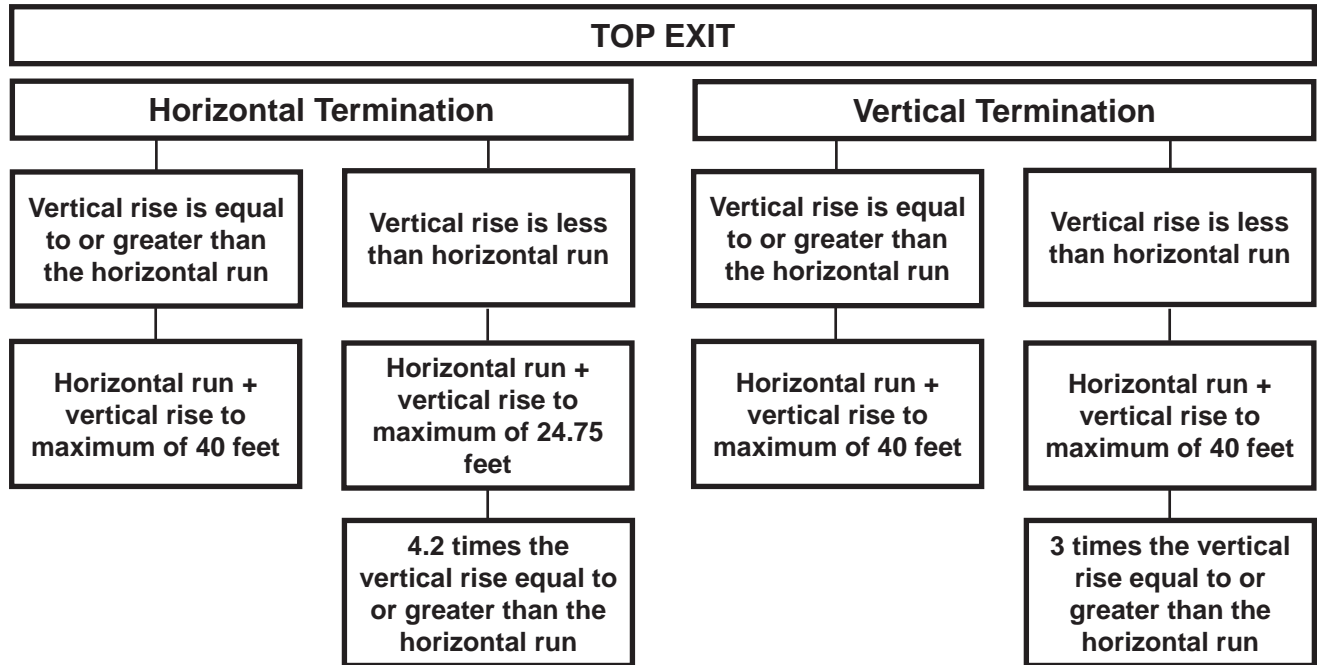 TOP EXIT
Horizontal Termination
Vertical rise is equal
to or greater than
the horizontal run
Horizontal run +
vertical rise to
maximum of 40 feet
Vertical rise is less
than horizontal run
Horizontal run +
vertical rise to
maximum of 24.75
feet
4.2 times the
vertical rise equal to
or greater than the
horizontal run
Vertical Termination
Vertical rise is equal
to or greater than
the horizontal run
Horizontal run +
vertical rise to
maximum of 40 feet
Vertical rise is less
than horizontal run
Horizontal run +
vertical rise to
maximum of 40 feet
3 times the vertical
rise equal to or
greater than the
horizontal run